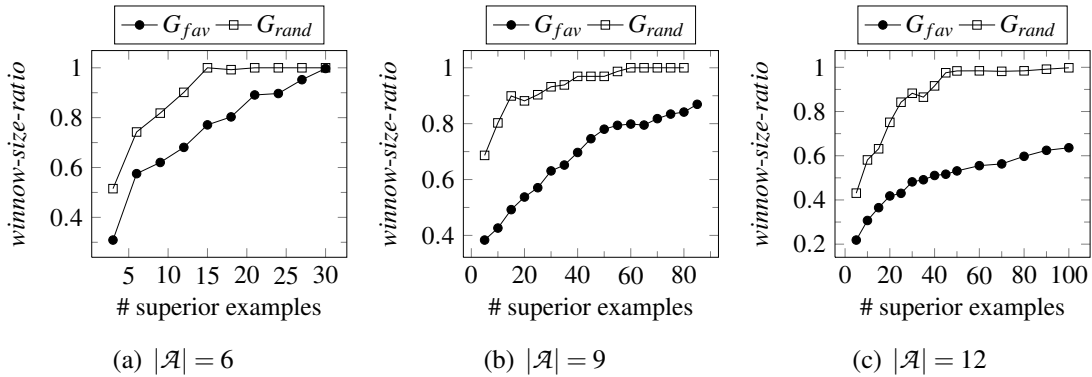 G_fav G_rand
winnow-size-ratio
1
0.8
0.6
0.4
5 10 15 20 25 30
# superior examples
(a) |𝒜| = 6
G_fav G_rand
winnow-size-ratio
1
0.8
0.6
0.4
0 20 40 60 80
# superior examples
(b) |𝒜| = 9
G_fav G_rand
winnow-size-ratio
1
0.8
0.6
0.4
0.2
0 20 40 60 80 100
# superior examples
(c) |𝒜| = 12